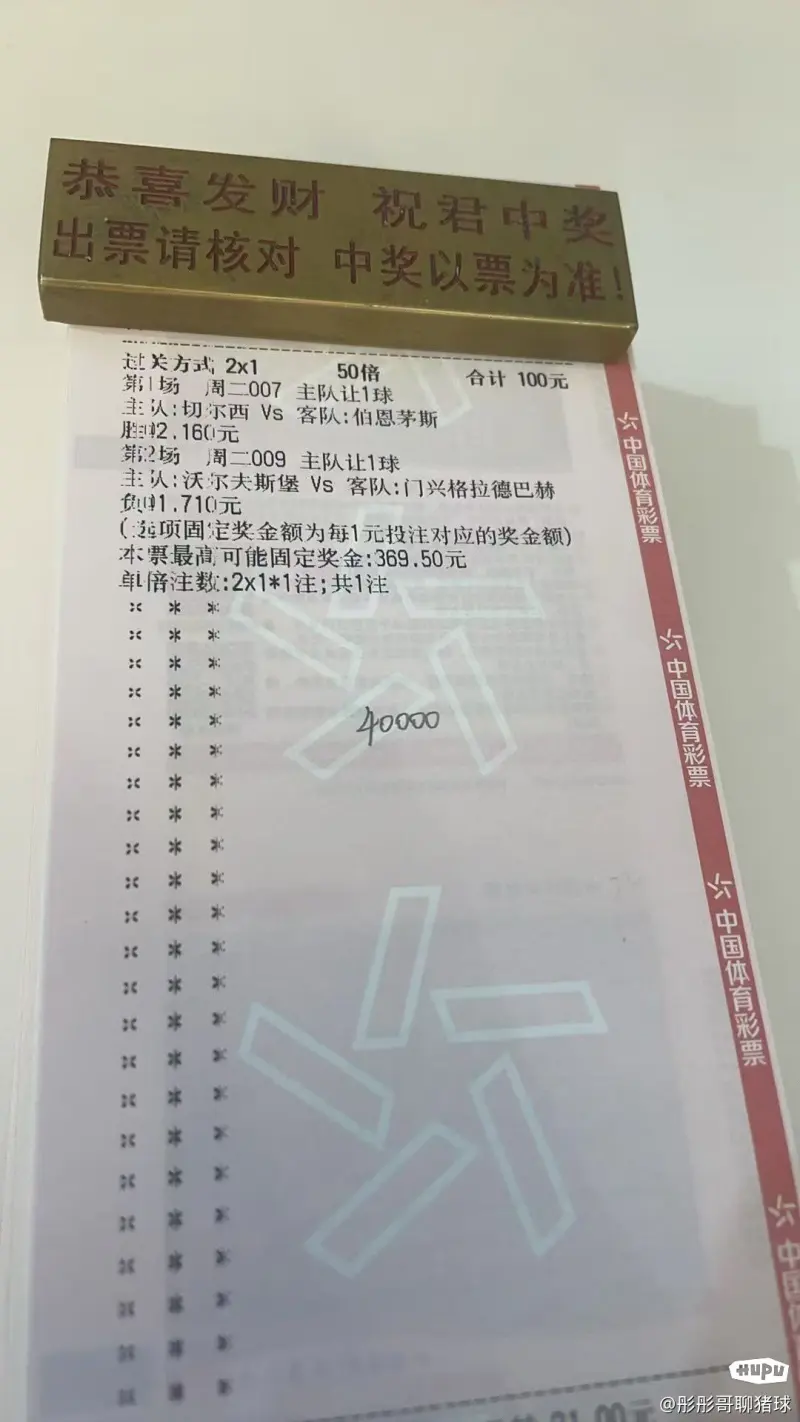 恭喜发财 祝君中奖
出票请核对 中奖以票为准!
过关方式 2x1 50倍 合计 100元
第1场 周二007 主队让1球
主队:切尔西 Vs 客队:伯恩茅斯
胜@2.160元
第2场 周二009 主队让1球
主队:沃尔夫斯堡 Vs 客队:门兴格拉德巴赫
负@1.710元
(选项固定奖金额为每1元投注对应的奖金额)
本票最高可能固定奖金:369.50元
单倍注数:2x1*1注;共1注
40000
中国体育彩票
中国体育彩票
中国体育彩票
HUPU
@彤彤哥聊猪球